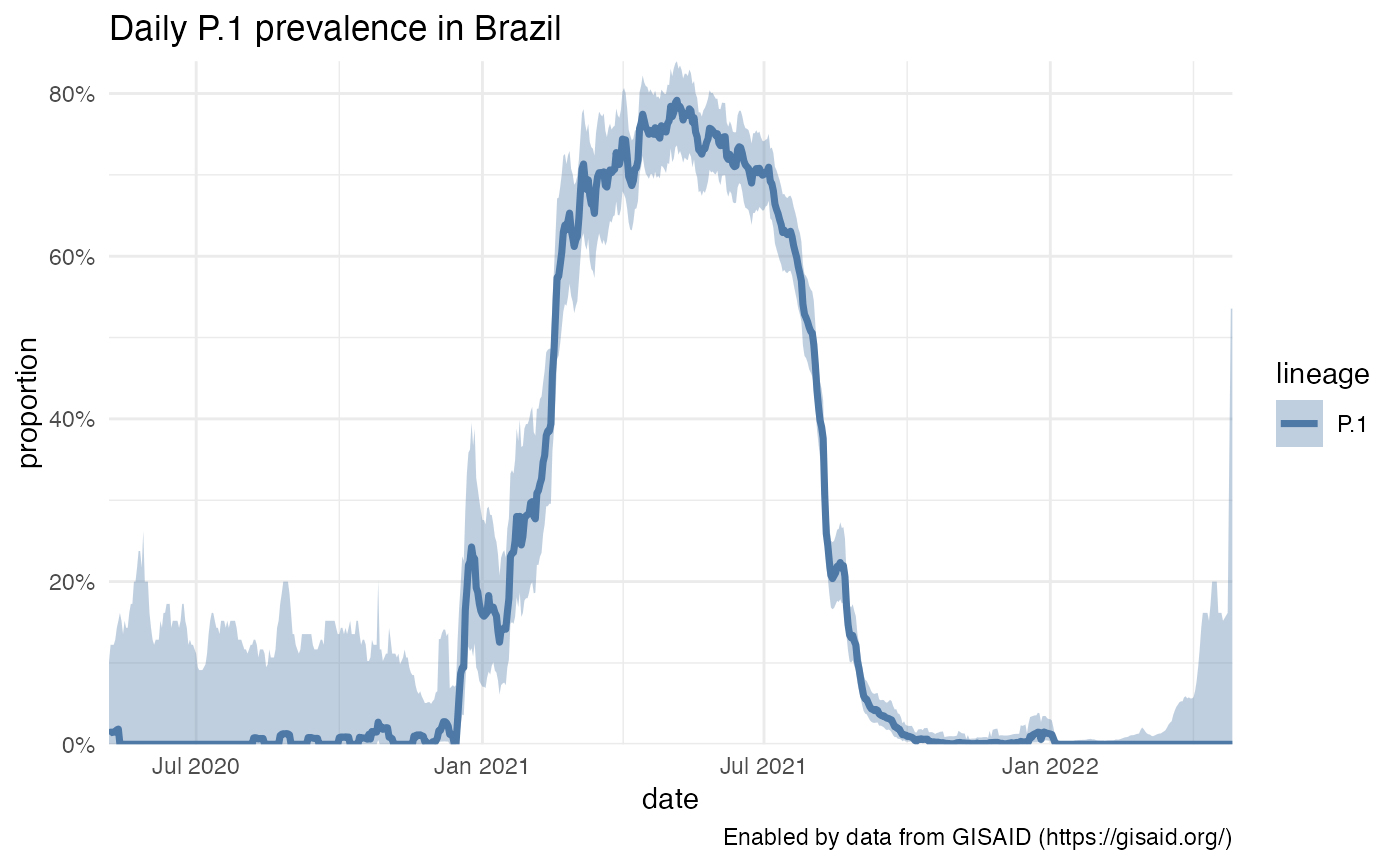 Daily P.1 prevalence in Brazil
80%
60%
40%
20%
0%
proportion
Jul 2020
Jan 2021
Jul 2021
Jan 2022
date
lineage
P.1
Enabled by data from GISAID (https://gisaid.org/)